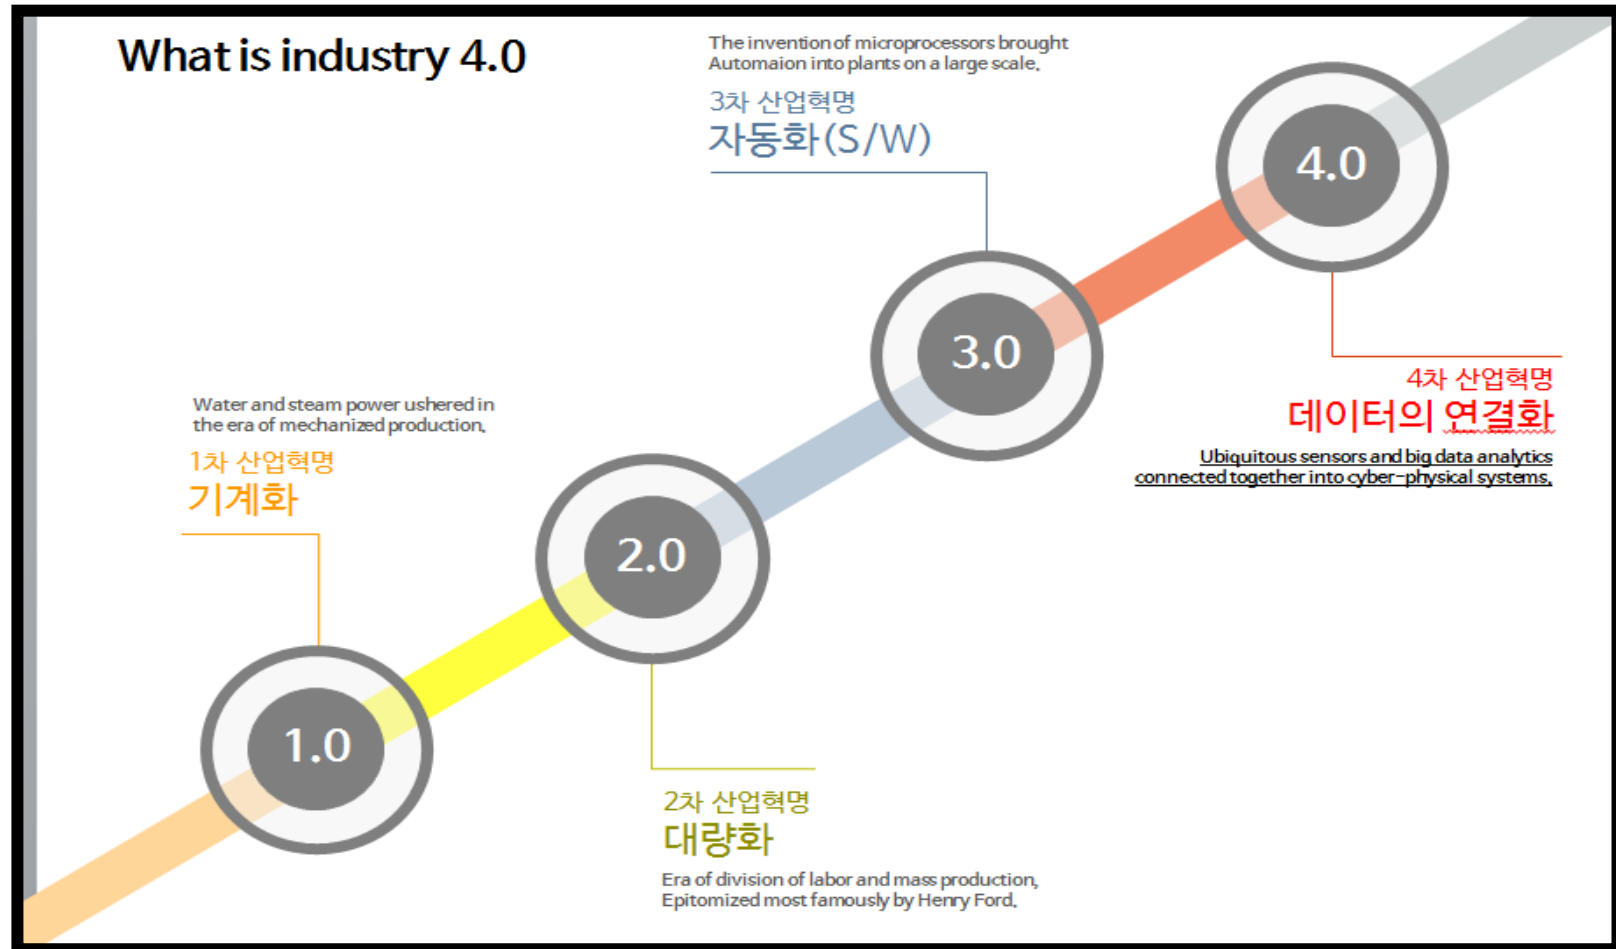 What is industry 4.0
The invention of microprocessors brought
Automaion into plants on a large scale.
3차 산업혁명
자동화(S/W)
4.0
3.0
4차 산업혁명
데이터의 연결화
Ubiquitous sensors and big data analytics
connected together into cyber-physical systems.
Water and steam power ushered in
the era of mechanized production.
1차 산업혁명
기계화
2.0
1.0
2차 산업혁명
대량화
Era of division of labor and mass production,
Epitomized most famously by Henry Ford.